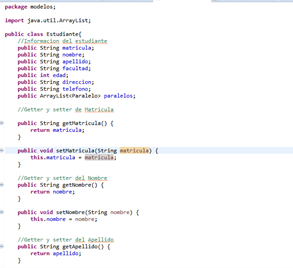 package modelos;
import java.util.ArrayList;
public class Estudiante{
//Informacion del estudiante
public String matricula;
public String nombre;
public String apellido;
public String facultad;
public int edad;
public String direccion;
public String telefono;
public ArrayList<Paralelo> paralelos;
//Getter y setter de Matricula
public String getMatricula() {
return matricula;
}
public void setMatricula(String matricula) {
this.matricula = matricula;
}
//Getter y setter del Nombre
public String getNombre() {
return nombre;
}
public void setNombre(String nombre) {
this.nombre = nombre;
}
//Getter y setter del Apellido
public String getApellido() {
return apellido;
}